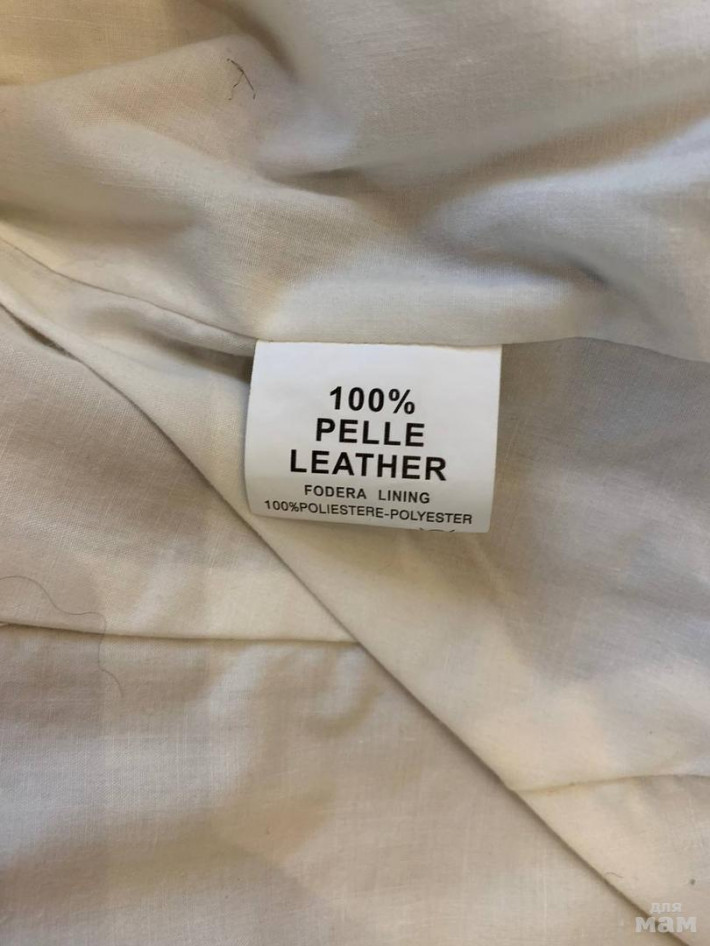 100%
PELLE
LEATHER
FODERA LINING
100%POLIESTERE-POLYESTER
для
мам